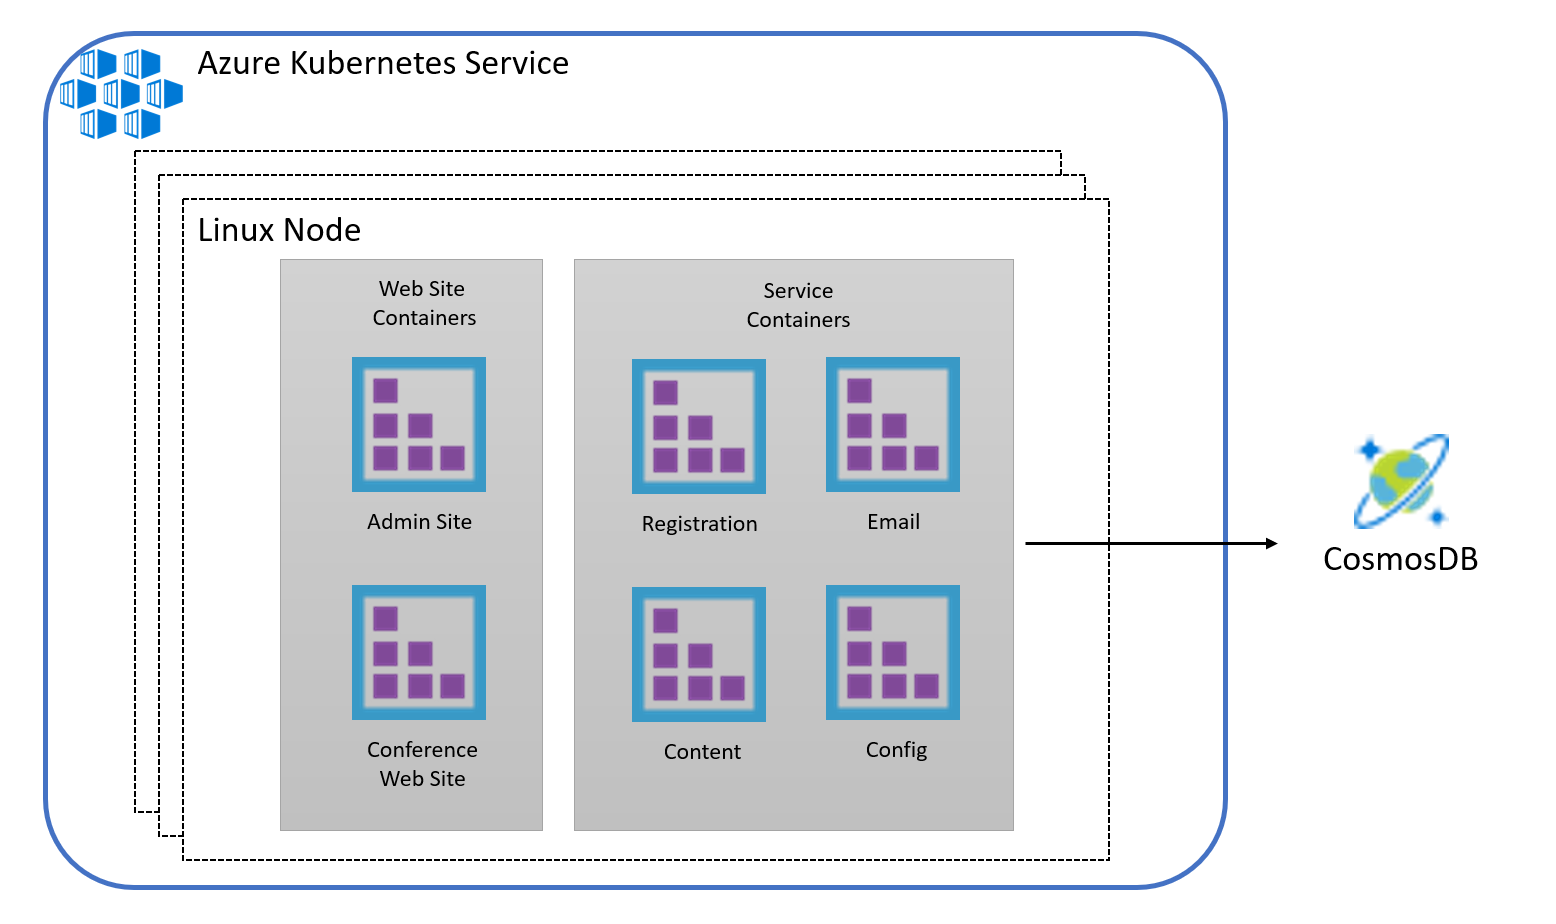 Azure Kubernetes Service
Linux Node
Web Site
Containers
Service
Containers
Admin Site
Registration
Email
Conference
Web Site
Content
Config
CosmosDB